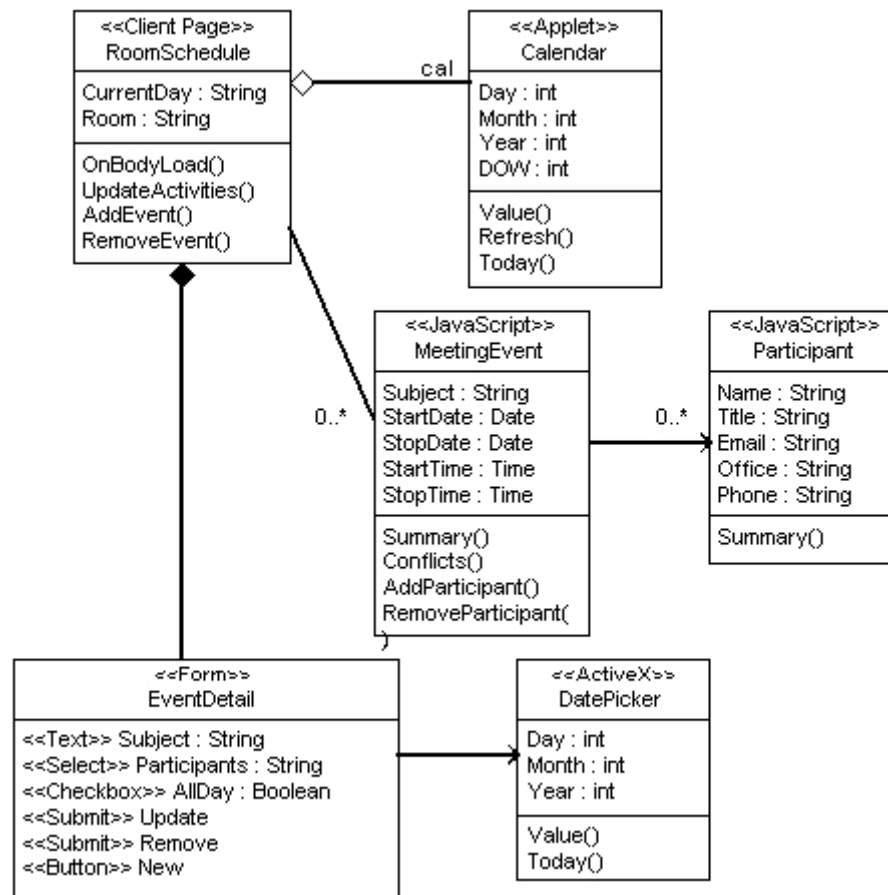 <<Client Page>>
RoomSchedule
CurrentDay : String
Room : String
OnBodyLoad()
UpdateActivities()
AddEvent()
RemoveEvent()
cal
<<Applet>>
Calendar
Day : int
Month : int
Year : int
DOW : int
Value()
Refresh()
Today()
0..*
<<JavaScript>>
MeetingEvent
Subject : String
StartDate : Date
StopDate : Date
StartTime : Time
StopTime : Time
Summary()
Conflicts()
AddParticipant()
RemoveParticipant(
)
0..*
<<JavaScript>>
Participant
Name : String
Title : String
Email : String
Office : String
Phone : String
Summary()
<<Form>>
EventDetail
<<Text>> Subject : String
<<Select>> Participants : String
<<Checkbox>> AllDay : Boolean
<<Submit>> Update
<<Submit>> Remove
<<Button>> New
<<ActiveX>>
DatePicker
Day : int
Month : int
Year : int
Value()
Today()